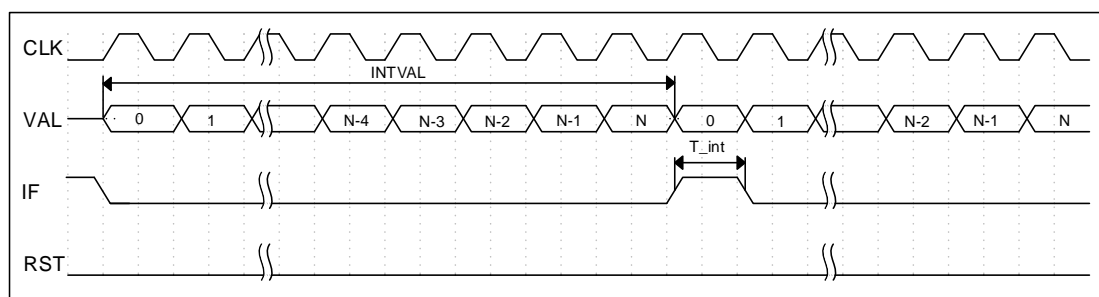 CLK
INTVAL
VAL 0 1 N-4 N-3 N-2 N-1 N 0 1 N-2 N-1 N
T_int
IF
RST